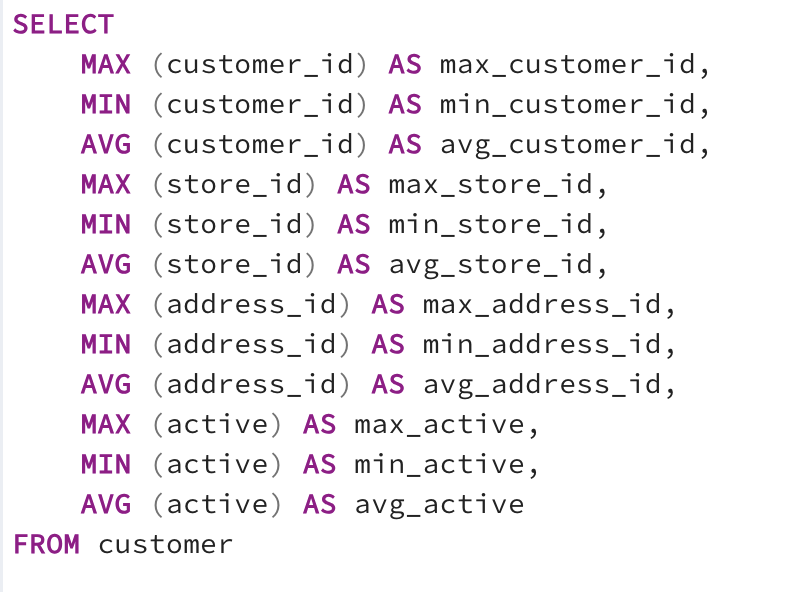 SELECT
    MAX (customer_id) AS max_customer_id,
    MIN (customer_id) AS min_customer_id,
    AVG (customer_id) AS avg_customer_id,
    MAX (store_id) AS max_store_id,
    MIN (store_id) AS min_store_id,
    AVG (store_id) AS avg_store_id,
    MAX (address_id) AS max_address_id,
    MIN (address_id) AS min_address_id,
    AVG (address_id) AS avg_address_id,
    MAX (active) AS max_active,
    MIN (active) AS min_active,
    AVG (active) AS avg_active
FROM customer